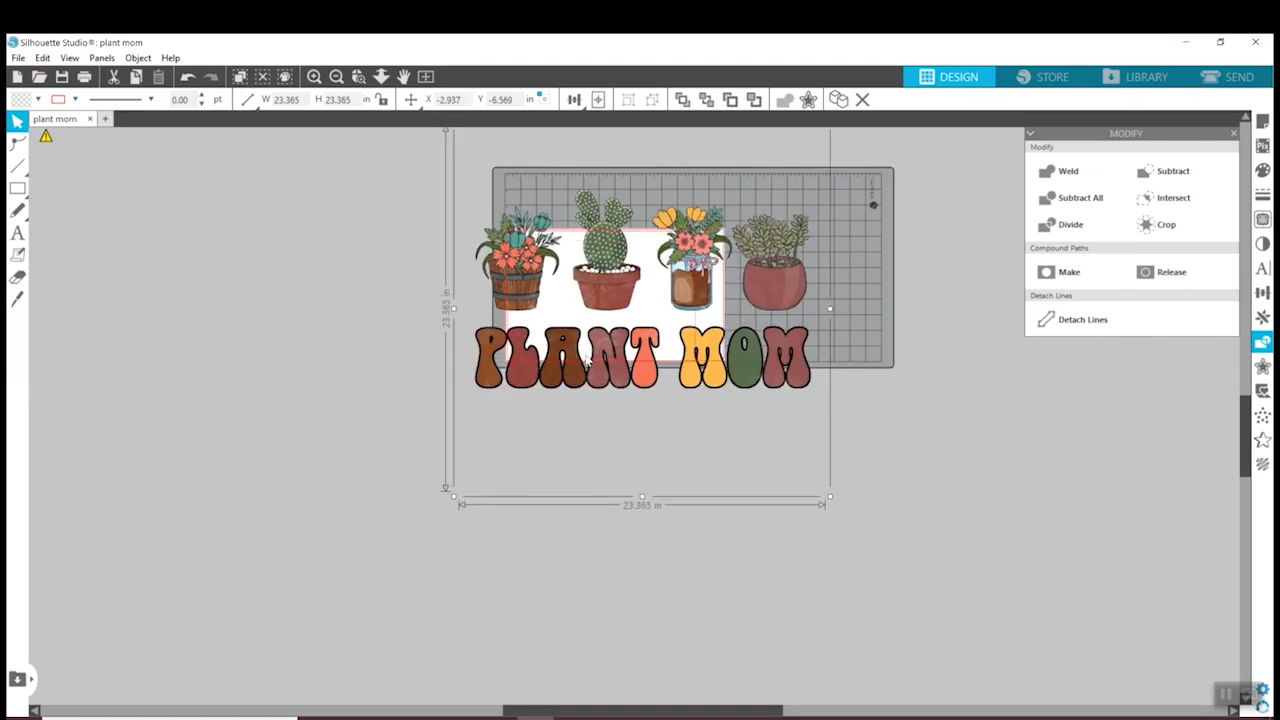 Silhouette Studio®: plant mom
File Edit View Panels Object Help
DESIGN STORE LIBRARY SEND
0.00 pt W 23.365 H 23.365 in X -2.937 Y -6.569 in
plant mom
MODIFY
Modify
Weld Subtract
Subtract All Intersect
Divide Crop
Compound Paths
Make Release
Detach Lines
Detach Lines
23.365 in
PLANT MOM
23.365 in